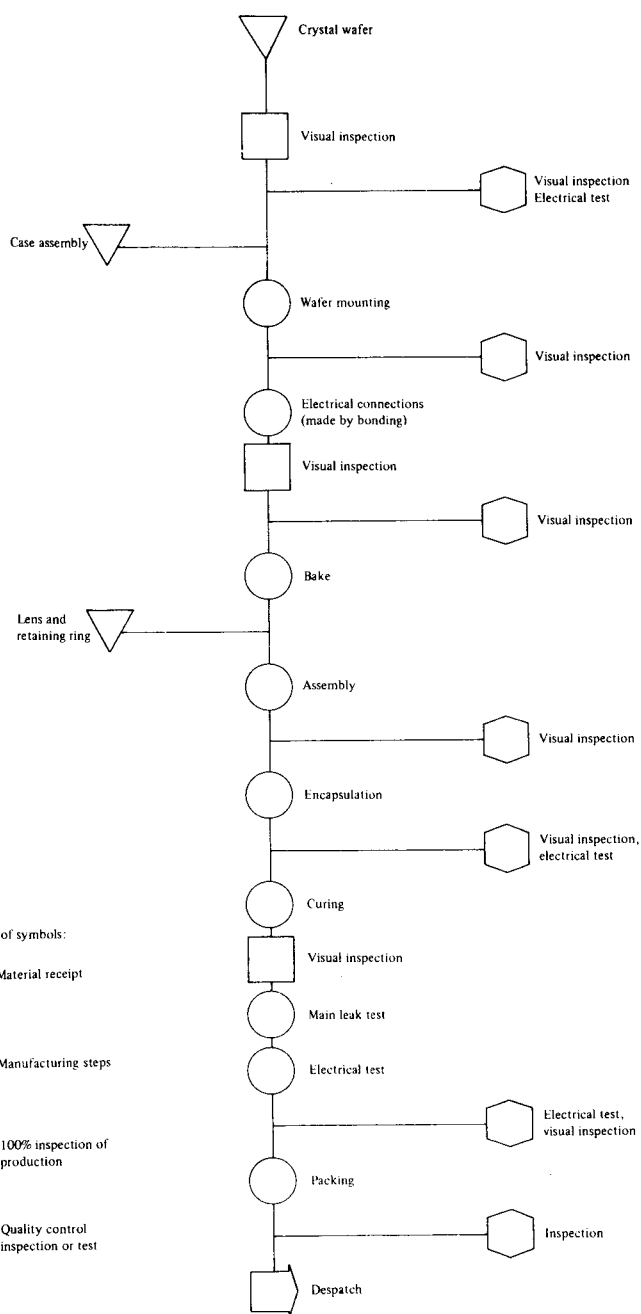 Crystal wafer
Visual inspection
Visual inspection
Electrical test
Case assembly
Wafer mounting
Visual inspection
Electrical connections
(made by bonding)
Visual inspection
Visual inspection
Bake
Lens and
retaining ring
Assembly
Visual inspection
Encapsulation
Visual inspection,
electrical test
Curing
of symbols:
Visual inspection
Material receipt
Main leak test
Manufacturing steps
Electrical test
Electrical test,
visual inspection
100% inspection of
production
Packing
Quality control
inspection or test
Inspection
Despatch